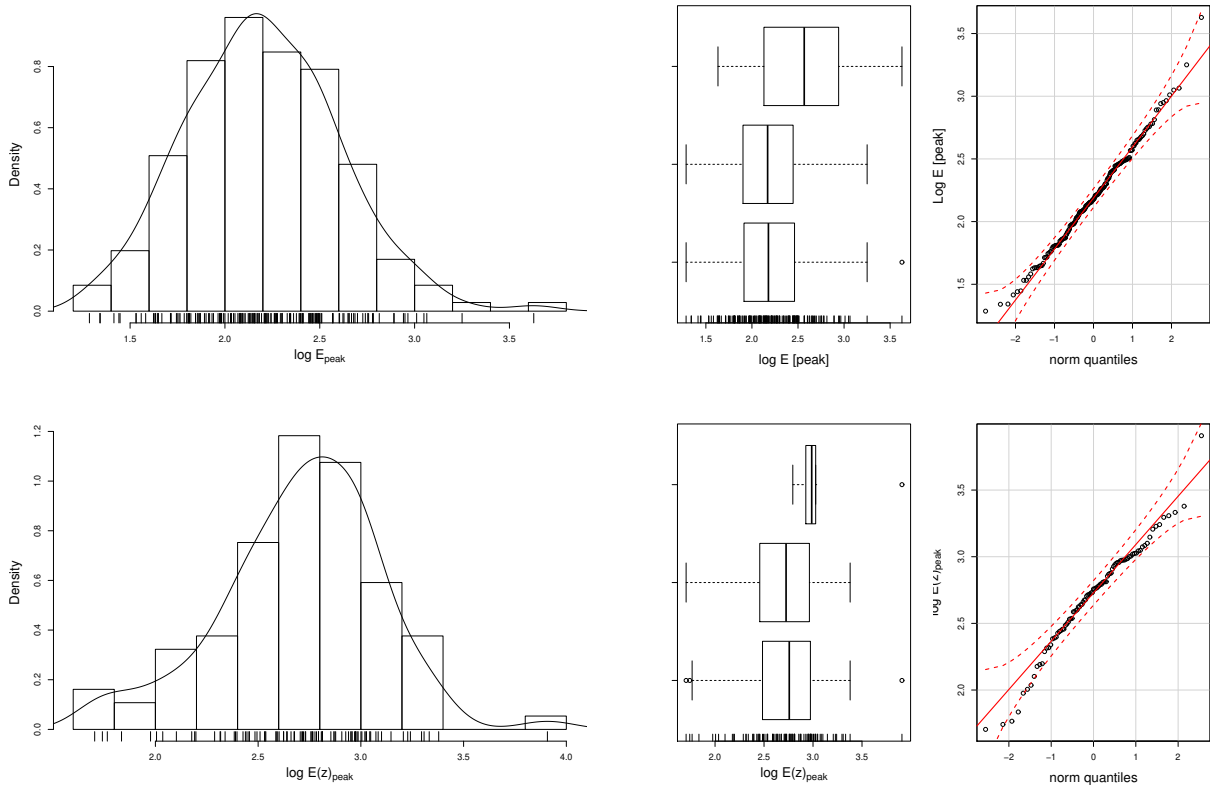 Density
0.0 0.2 0.4 0.6 0.8
1.5 2.0 2.5 3.0 3.5
log E_peak
1.5 2.0 2.5 3.0 3.5
log E [peak]
Log E [peak]
1.5 2.0 2.5 3.0 3.5
−2 −1 0 1 2
norm quantiles
Density
0.0 0.2 0.4 0.6 0.8 1.0 1.2
2.0 2.5 3.0 3.5 4.0
log E(z)_peak
2.0 2.5 3.0 3.5
log E(z)_peak
log E(z)_peak
2.0 2.5 3.0 3.5
−2 −1 0 1 2
norm quantiles